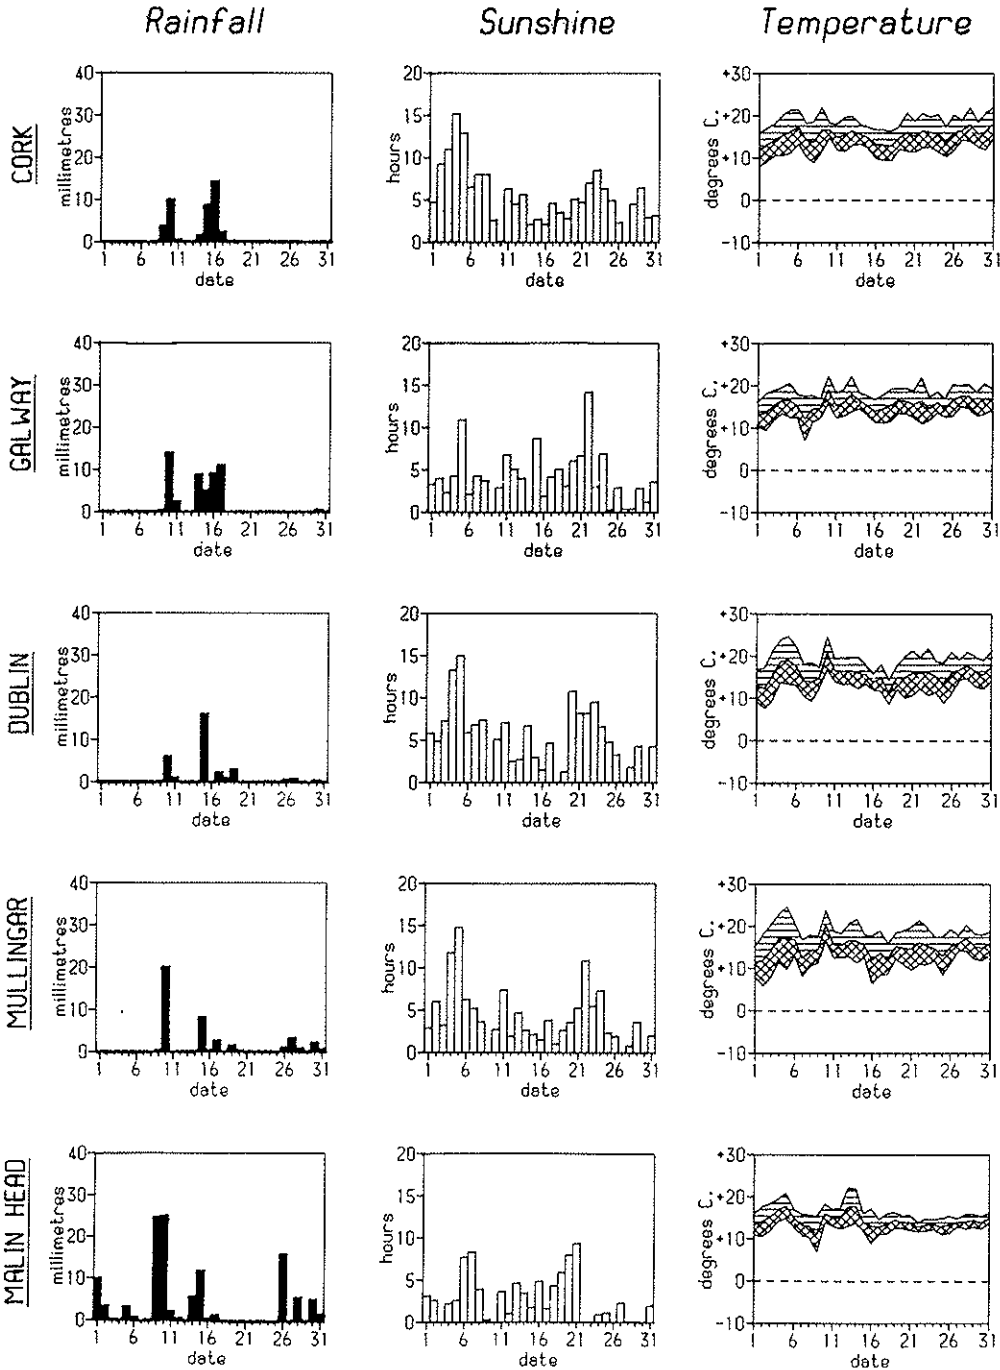 Rainfall Sunshine Temperature
CORK
millimetres
40
30
20
10
0
1 6 11 16 21 26 31
date
hours
20
15
10
5
0
1 6 11 16 21 26 31
date
degrees C.
+30
+20
+10
0
-10
1 6 11 16 21 26 31
date
GALWAY
millimetres
40
30
20
10
0
1 6 11 16 21 26 31
date
hours
20
15
10
5
0
1 6 11 16 21 26 31
date
degrees C.
+30
+20
+10
0
-10
1 6 11 16 21 26 31
date
DUBLIN
millimetres
40
30
20
10
0
1 6 11 16 21 26 31
date
hours
20
15
10
5
0
1 6 11 16 21 26 31
date
degrees C.
+30
+20
+10
0
-10
1 6 11 16 21 26 31
date
MULLINGAR
millimetres
40
30
20
10
0
1 6 11 16 21 26 31
date
hours
20
15
10
5
0
1 6 11 16 21 26 31
date
degrees C.
+30
+20
+10
0
-10
1 6 11 16 21 26 31
date
MALIN HEAD
millimetres
40
30
20
10
0
1 6 11 16 21 26 31
date
hours
20
15
10
5
0
1 6 11 16 21 26 31
date
degrees C.
+30
+20
+10
0
-10
1 6 11 16 21 26 31
date